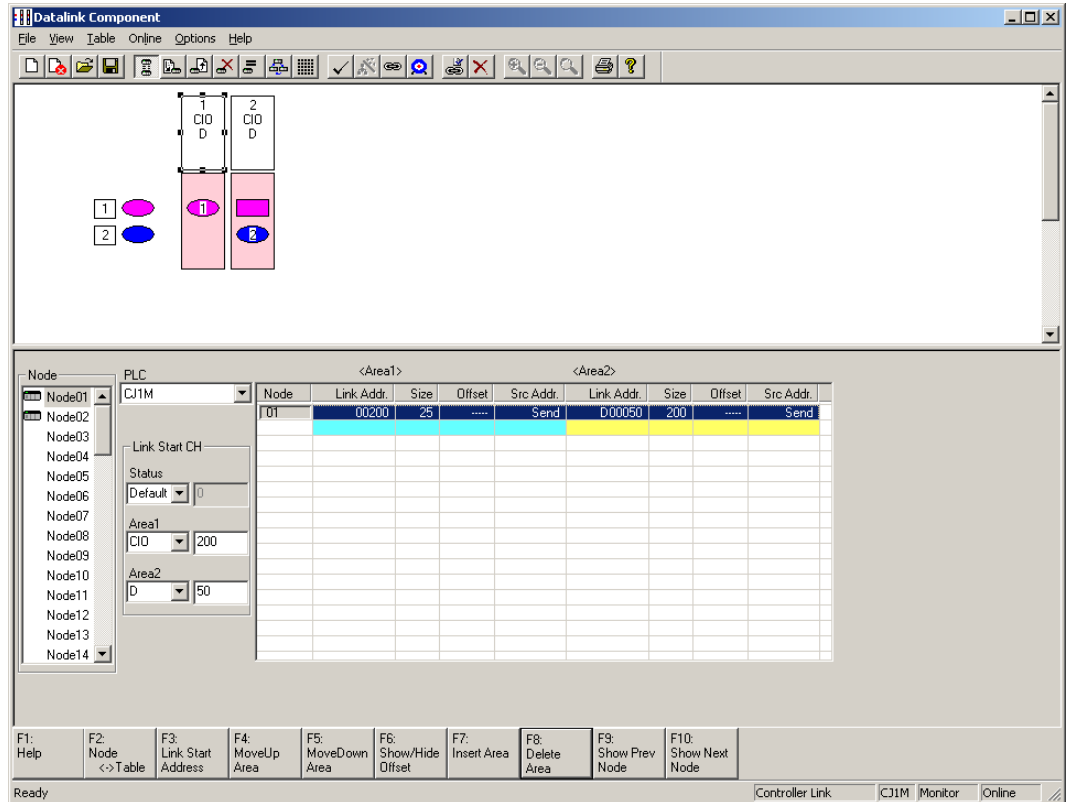 Datalink Component
File View Table Online Options Help
1 2
CIO CIO
D D
1 1
2 2
<Area1> <Area2>
Node PLC
Node01 CJ1M Node Link Addr. Size Offset Src Addr. Link Addr. Size Offset Src Addr.
Node02 01 00200 25 ----- Send D00050 200 ----- Send
Node03
Node04 Link Start CH
Node05 Status
Node06 Default 0
Node07
Node08 Area1
CIO 200
Node09
Node10 Area2
Node11 D 50
Node12
Node13
Node14
F1: F2: F3: F4: F5: F6: F7: F8: F9: F10:
Help Node Link Start MoveUp MoveDown Show/Hide Insert Area Delete Show Prev Show Next
<->Table Address Area Area Offset Area Node Node
Ready Controller Link CJ1M Monitor Online